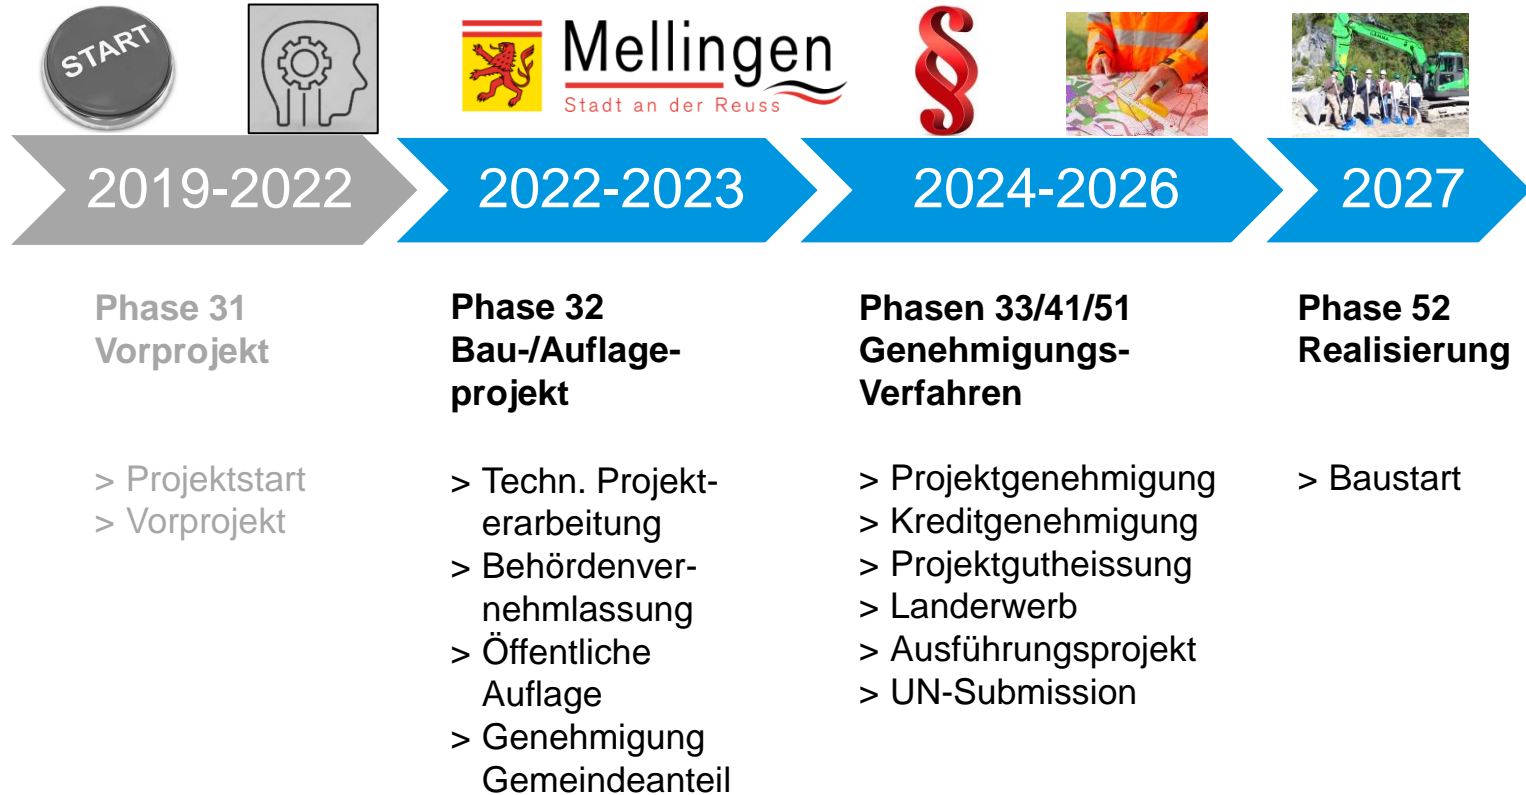 START
Mellingen
Stadt an der Reuss
2019-2022
2022-2023
2024-2026
2027
Phase 31
Vorprojekt
> Projektstart
> Vorprojekt
Phase 32
Bau-/Auflage-
projekt
> Techn. Projekt-
erarbeitung
> Behördenver-
nehmlassung
> Öffentliche
Auflage
> Genehmigung
Gemeindeanteil
Phasen 33/41/51
Genehmigungs-
Verfahren
> Projektgenehmigung
> Kreditgenehmigung
> Projektgutheissung
> Landerwerb
> Ausführungsprojekt
> UN-Submission
Phase 52
Realisierung
> Baustart